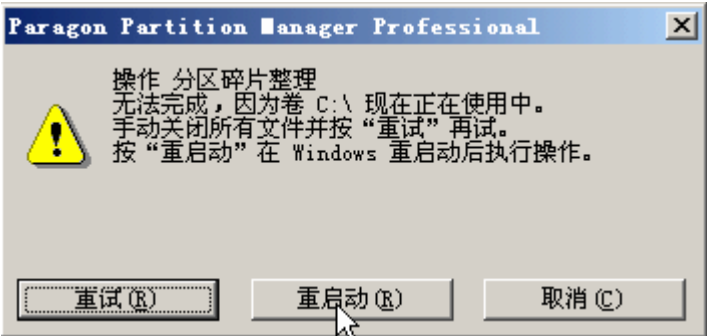 Paragon Partition Manager Professional
操作 分区碎片整理
无法完成，因为卷 C:\ 现在正在使用中。
手动关闭所有文件并按“重试”再试。
按“重启动”在 Windows 重启动后执行操作。
重试(R)
重启动(R)
取消(C)